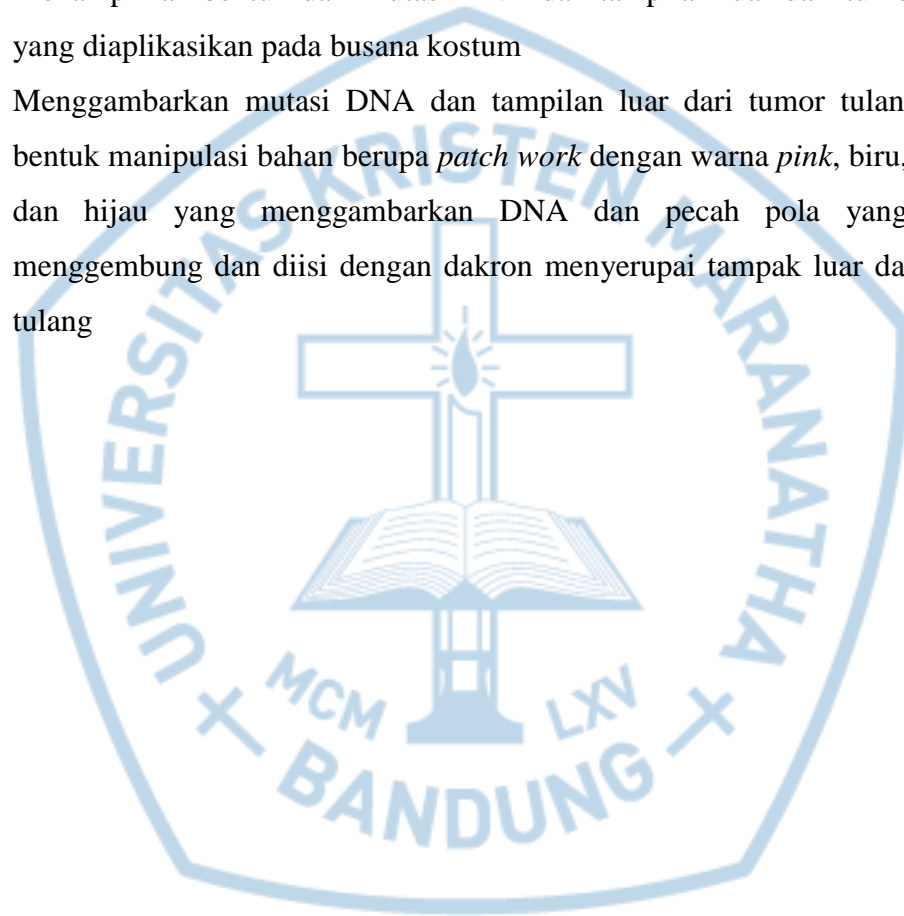 yang diaplikasikan pada busana kostum
Menggambarkan mutasi DNA dan tampilan luar dari tumor tulan
bentuk manipulasi bahan berupa patch work dengan warna pink, biru,
dan hijau yang menggambarkan DNA dan pecah pola yang
menggembung dan diisi dengan dakron menyerupai tampak luar da
tulang
UNIVERSITAS KRISTEN MARANATHA
MCM LXV
BANDUNG